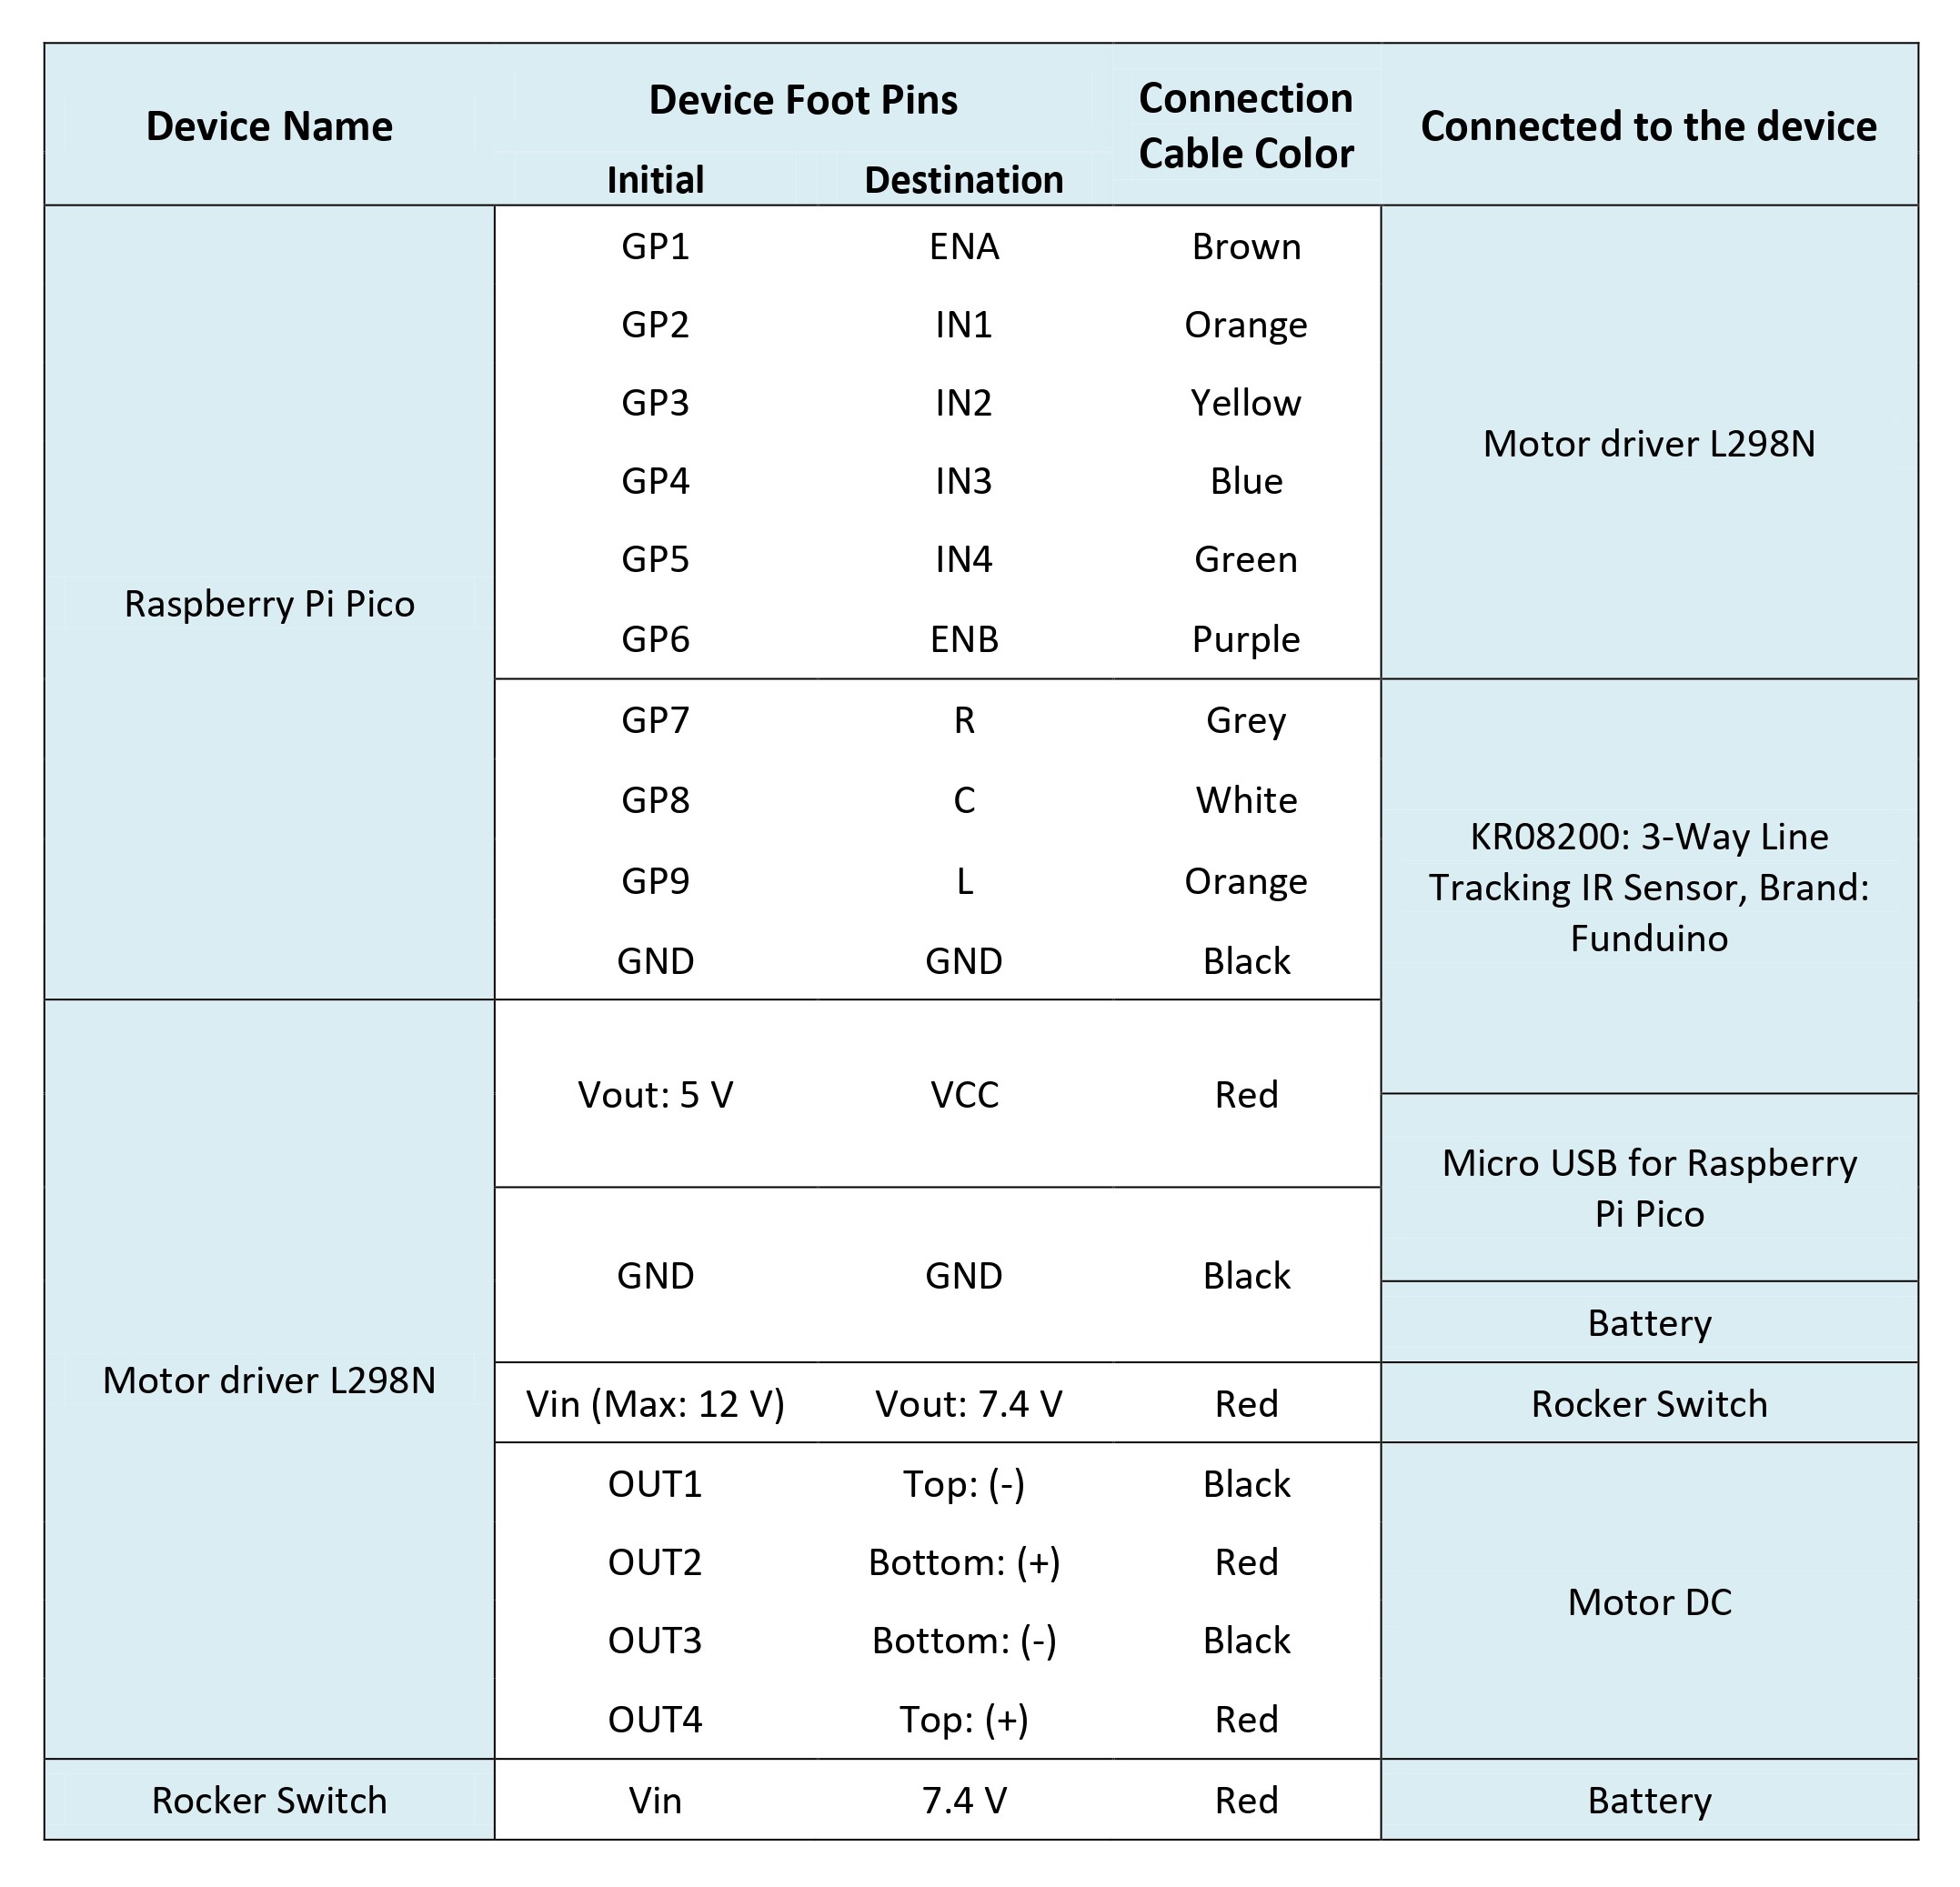 Device Name
Device Foot Pins
Connection
Cable Color
Connected to the device
Initial
Destination
Raspberry Pi Pico
GP1 ENA Brown
GP2 IN1 Orange
GP3 IN2 Yellow
GP4 IN3 Blue
GP5 IN4 Green
GP6 ENB Purple
Motor driver L298N
GP7 R Grey
GP8 C White
GP9 L Orange
GND GND Black
KR08200: 3-Way Line
Tracking IR Sensor, Brand:
Funduino
Motor driver L298N
Vout: 5 V VCC Red
Micro USB for Raspberry
Pi Pico
GND GND Black
Battery
Vin (Max: 12 V) Vout: 7.4 V Red Rocker Switch
OUT1 Top: (-) Black
OUT2 Bottom: (+) Red
OUT3 Bottom: (-) Black
OUT4 Top: (+) Red
Motor DC
Rocker Switch Vin 7.4 V Red Battery